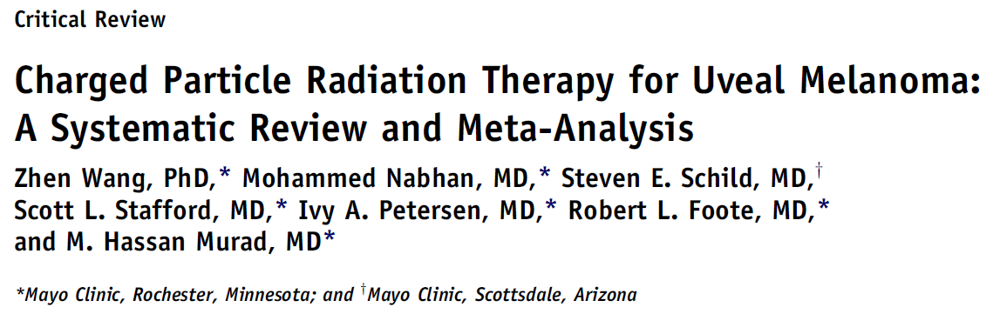 Critical Review
Charged Particle Radiation Therapy for Uveal Melanoma:
A Systematic Review and Meta-Analysis
Zhen Wang, PhD,* Mohammed Nabhan, MD,* Steven E. Schild, MD,†
Scott L. Stafford, MD,* Ivy A. Petersen, MD,* Robert L. Foote, MD,*
and M. Hassan Murad, MD*
*Mayo Clinic, Rochester, Minnesota; and †Mayo Clinic, Scottsdale, Arizona